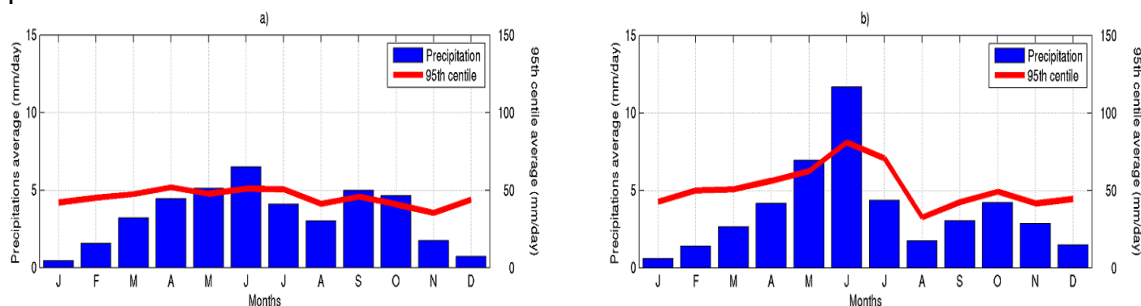 a)
Precipitations average (mm/day)
15
10
5
0
Precipitation
95th centile
150
100
50
0
95th centile average (mm/day)
J F M A M J J A S O N D
Months
b)
Precipitations average (mm/day)
15
10
5
0
Precipitation
95th centile
150
100
50
0
95th centile average (mm/day)
J F M A M J J A S O N D
Months